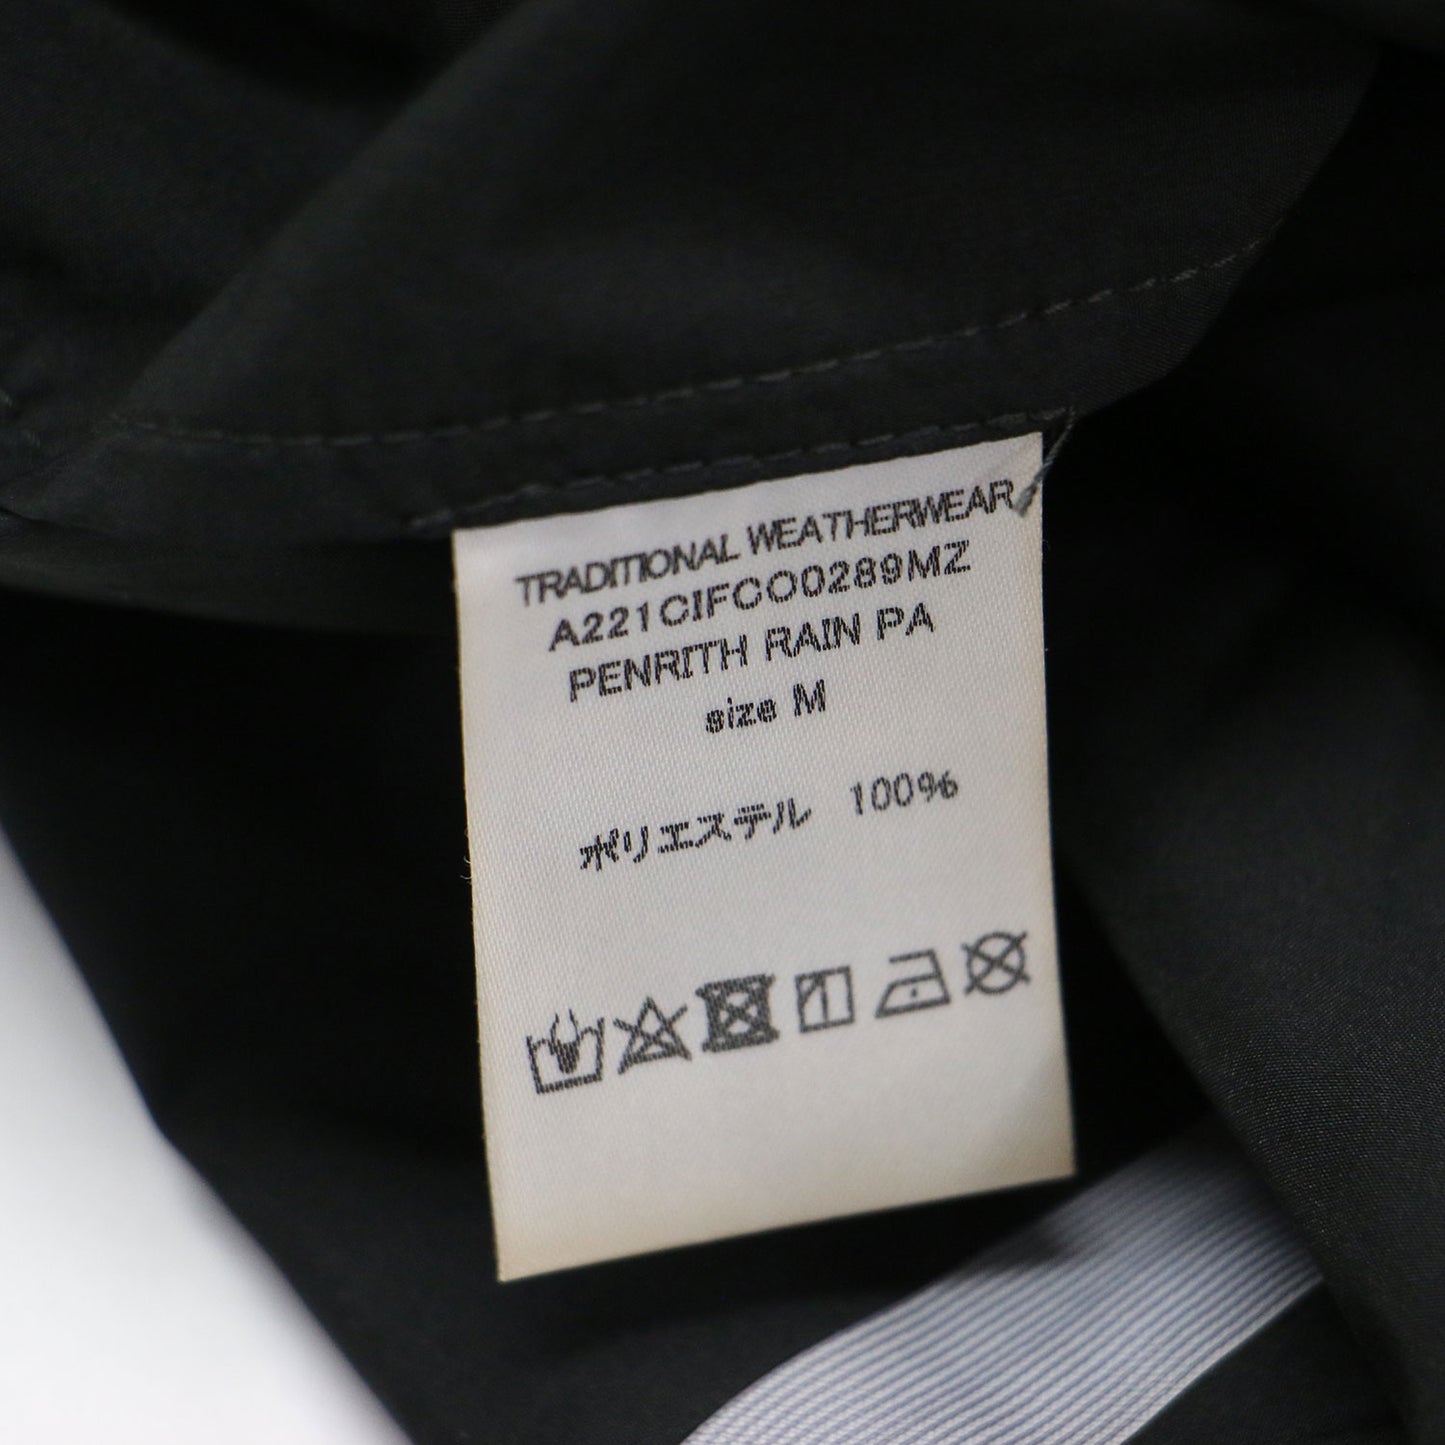 TRADITIONAL WEATHERWEAR
A221CIFCO0289MZ
PENRITH RAIN PA
size M
ポリエステル 100%